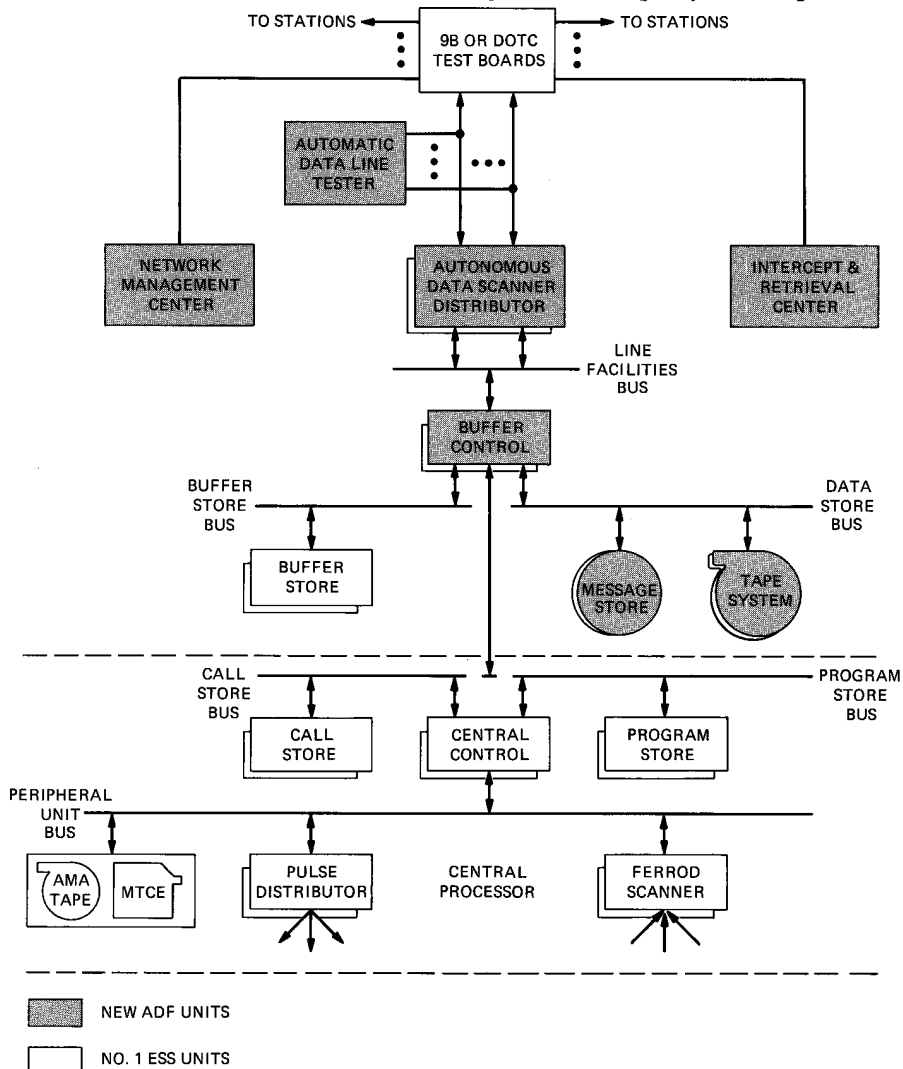 TO STATIONS
9B OR DOTC
TEST BOARDS
TO STATIONS
AUTOMATIC
DATA LINE
TESTER
NETWORK
MANAGEMENT
CENTER
AUTONOMOUS
DATA SCANNER
DISTRIBUTOR
INTERCEPT &
RETRIEVAL
CENTER
LINE
FACILITIES
BUS
BUFFER
CONTROL
BUFFER
STORE
BUS
DATA
STORE
BUS
BUFFER
STORE
MESSAGE
STORE
TAPE
SYSTEM
CALL
STORE
BUS
PROGRAM
STORE
BUS
CALL
STORE
CENTRAL
CONTROL
PROGRAM
STORE
PERIPHERAL
UNIT
BUS
AMA
TAPE
MTCE
PULSE
DISTRIBUTOR
CENTRAL
PROCESSOR
FERROD
SCANNER
NEW ADF UNITS
NO. 1 ESS UNITS